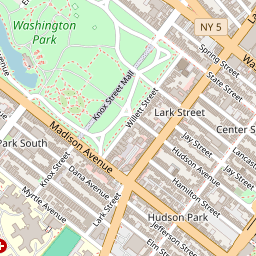 Washington
Park
NY 5
Spring Street
State Street
Knox Street Mall
Willett Street
Lark Street
Center S
Madison Avenue
Park South
Knox Street
Jay Street
Jay Street
Lancas
Hudson Avenue
Dana Avenue
Myrtle Avenue
Hamilton Street
Lark Street
Hudson Park
Jefferson Street
Elm St